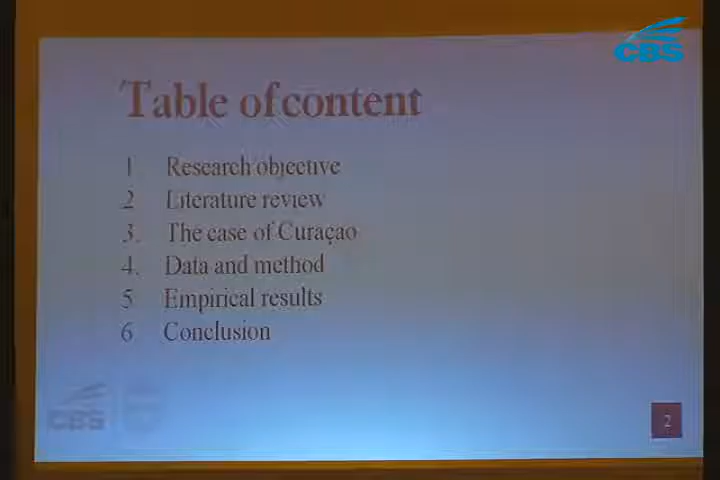 CBS
Table of content
1 Research objective
2 Literature review
3. The case of Curaçao
4. Data and method
5 Empirical results
6 Conclusion
CBS
2